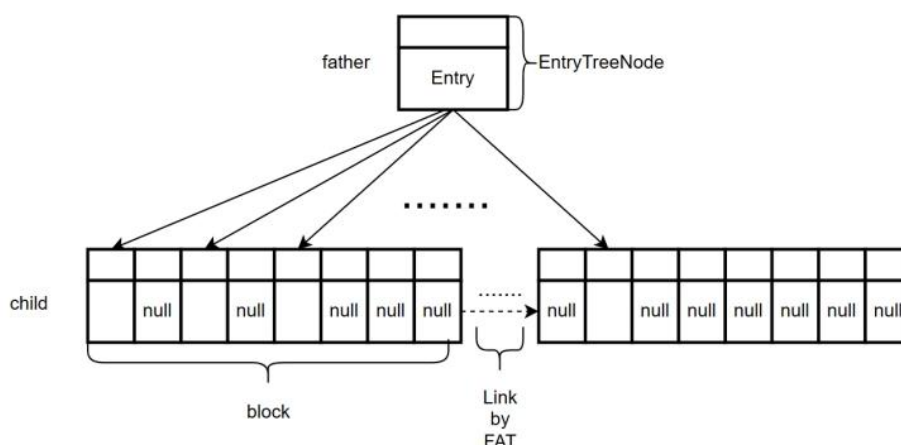 father
Entry
EntryTreeNode
.......
child
null
null
null
null
null
.......
null
null
null
null
null
null
null
block
Link
by
FAT